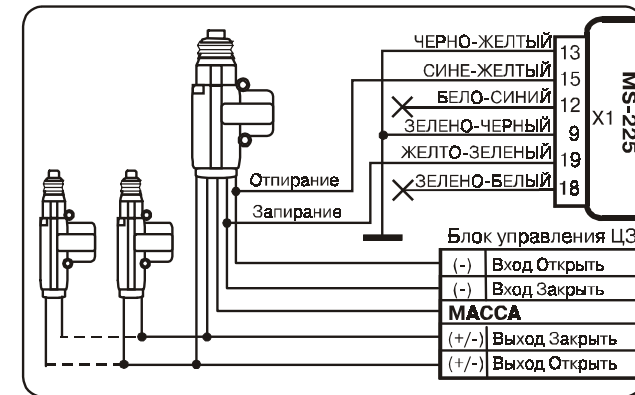 ЧЕРНО-ЖЕЛТЫЙ 13
СИНЕ-ЖЕЛТЫЙ 15
БЕЛО-СИНИЙ 12
ЗЕЛЕНО-ЧЕРНЫЙ 9
ЖЕЛТО-ЗЕЛЕНЫЙ 19
ЗЕЛЕНО-БЕЛЫЙ 18
X1
MS-225
Отпирание
Запирание
Блок управления ЦЗ
(-) Вход Открыть
(-) Вход Закрыть
МАССА
(+/-) Выход Закрыть
(+/-) Выход Открыть